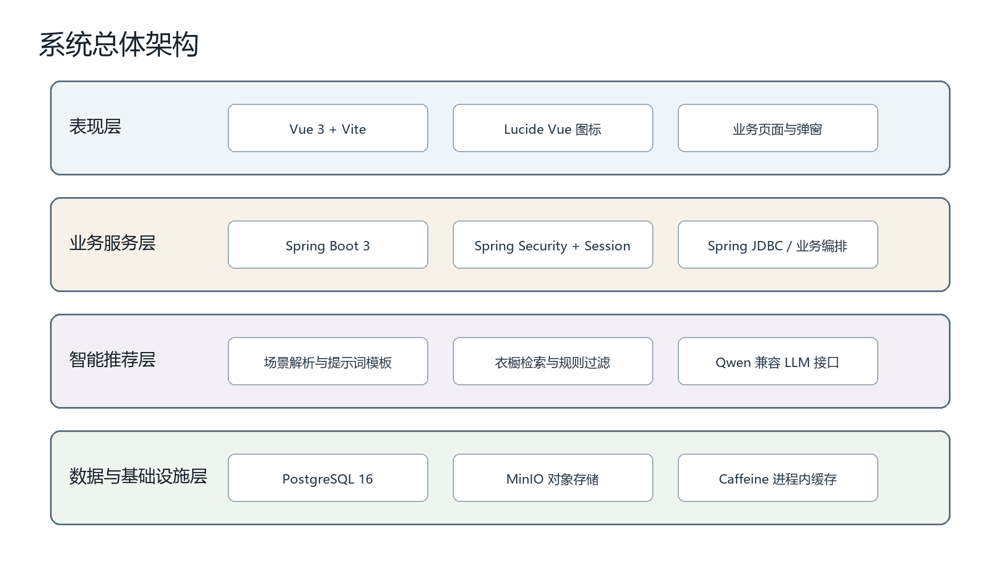 系统总体架构
表现层
Vue 3 + Vite
Lucide Vue 图标
业务页面与弹窗
业务服务层
Spring Boot 3
Spring Security + Session
Spring JDBC / 业务编排
智能推荐层
场景解析与提示词模板
衣橱检索与规则过滤
Qwen 兼容 LLM 接口
数据与基础设施层
PostgreSQL 16
MinIO 对象存储
Caffeine 进程内缓存